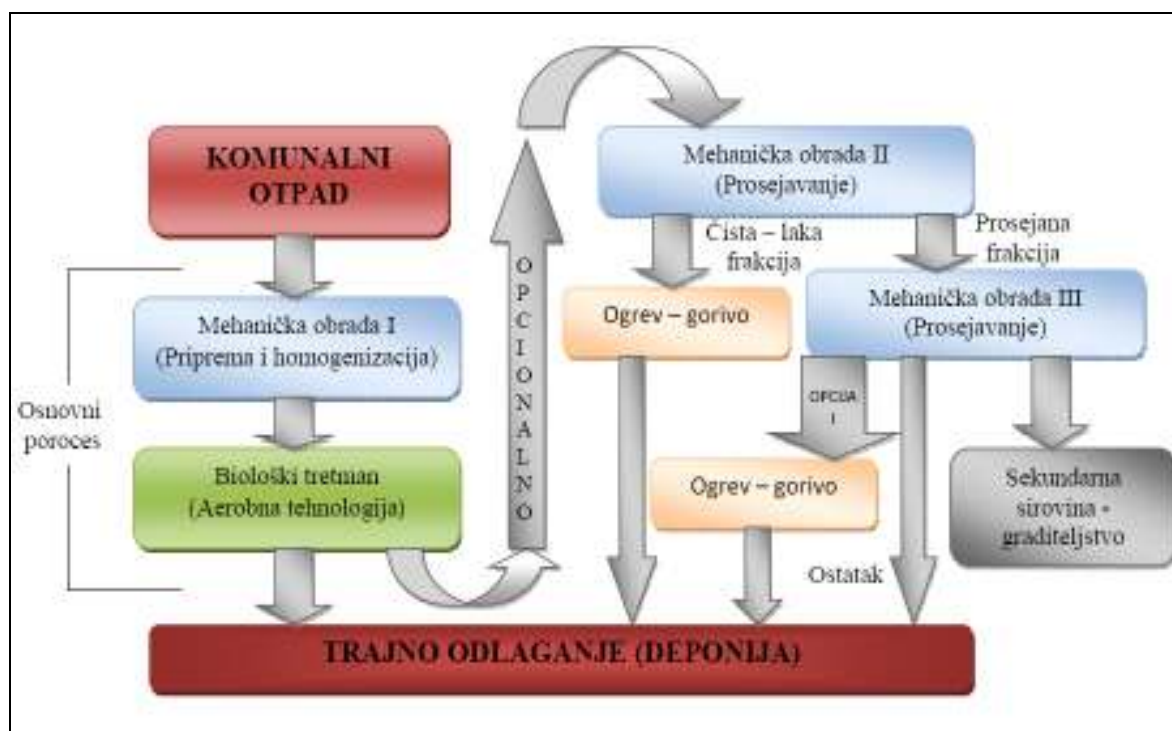 KOMUNALNI
OTPAD
Mehanička obrada I
(Priprema i homogenizacija)
Osnovni
poroces
Biološki tretman
(Aerobna tehnologija)
OPCIONALNO
Mehanička obrada II
(Prosejavanje)
Čista – laka
frakcija
Prosejana
frakcija
Ogrev – gorivo
Mehanička obrada III
(Prosejavanje)
OPCIJA
I
Ogrev – gorivo
Sekundarna
sirovina -
graditeljstvo
Ostatak
TRAJNO ODLAGANJE (DEPONIJA)